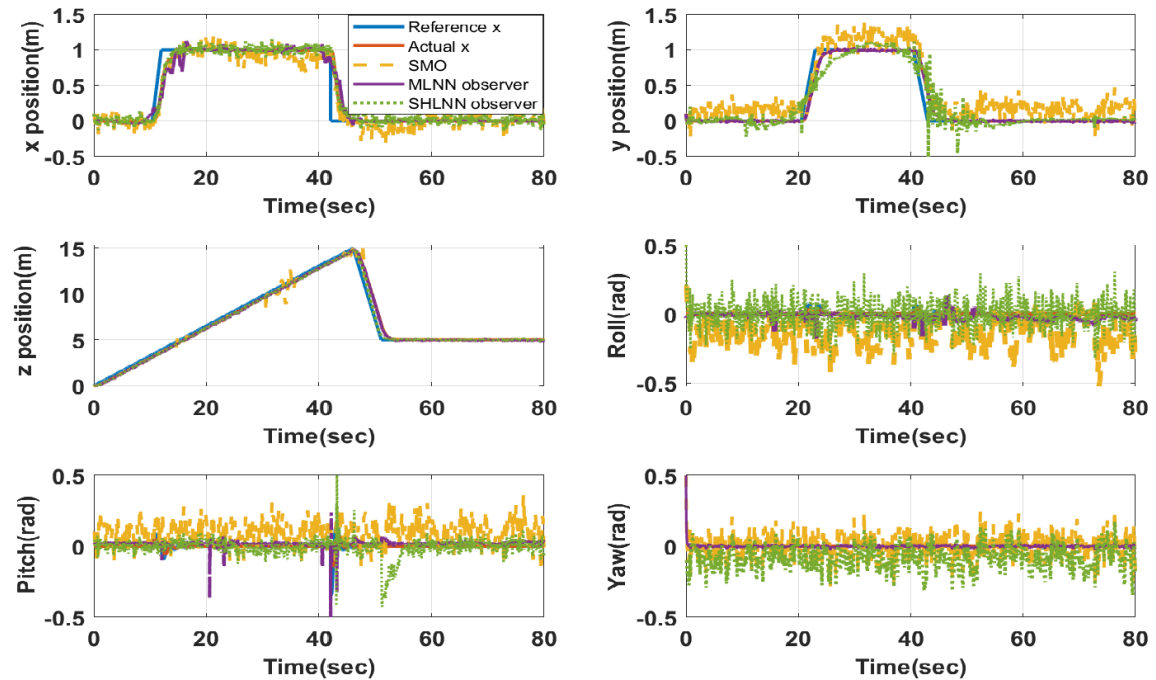 x position(m)
1.5
1
0.5
0
-0.5
Reference x
Actual x
SMO
MLNN observer
SHLNN observer
0 20 40 60 80
Time(sec)
y position(m)
1.5
1
0.5
0
-0.5
0 20 40 60 80
Time(sec)
z position(m)
15
10
5
0
0 20 40 60 80
Time(sec)
Roll(rad)
0.5
0
-0.5
0 20 40 60 80
Time(sec)
Pitch(rad)
0.5
0
-0.5
0 20 40 60 80
Time(sec)
Yaw(rad)
0.5
0
-0.5
0 20 40 60 80
Time(sec)